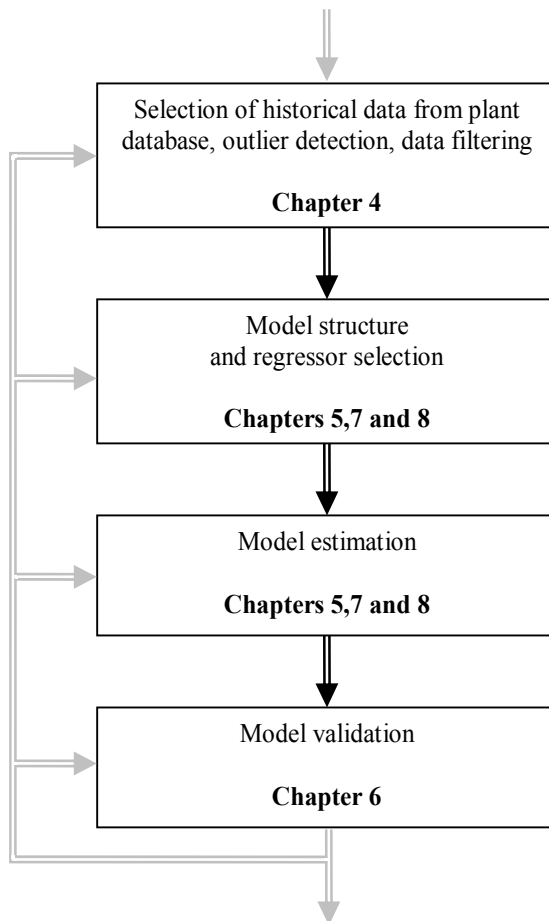 Selection of historical data from plant
database, outlier detection, data filtering
Chapter 4
Model structure
and regressor selection
Chapters 5,7 and 8
Model estimation
Chapters 5,7 and 8
Model validation
Chapter 6